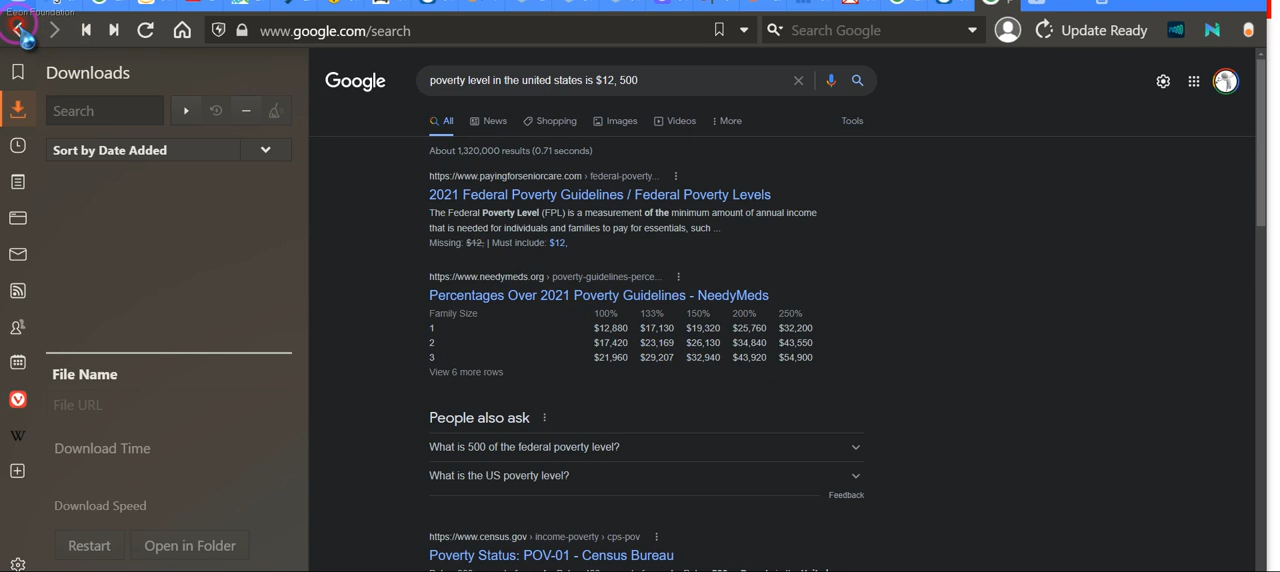 Eeon Foundation
www.google.com/search
Search Google
Update Ready
Downloads
Search
Sort by Date Added
File Name
File URL
Download Time
Download Speed
Restart
Open in Folder
Google
poverty level in the united states is $12, 500
All
News
Shopping
Images
Videos
More
Tools
About 1,320,000 results (0.71 seconds)
https://www.payingforseniorcare.com › federal-poverty...
2021 Federal Poverty Guidelines / Federal Poverty Levels
The Federal Poverty Level (FPL) is a measurement of the minimum amount of annual income
that is needed for individuals and families to pay for essentials, such ...
Missing: $12, | Must include: $12,
https://www.needymeds.org › poverty-guidelines-perce...
Percentages Over 2021 Poverty Guidelines - NeedyMeds
Family Size 100% 133% 150% 200% 250%
1 $12,880 $17,130 $19,320 $25,760 $32,200
2 $17,420 $23,169 $26,130 $34,840 $43,550
3 $21,960 $29,207 $32,940 $43,920 $54,900
View 6 more rows
People also ask
What is 500 of the federal poverty level?
What is the US poverty level?
Feedback
https://www.census.gov › income-poverty › cps-pov
Poverty Status: POV-01 - Census Bureau